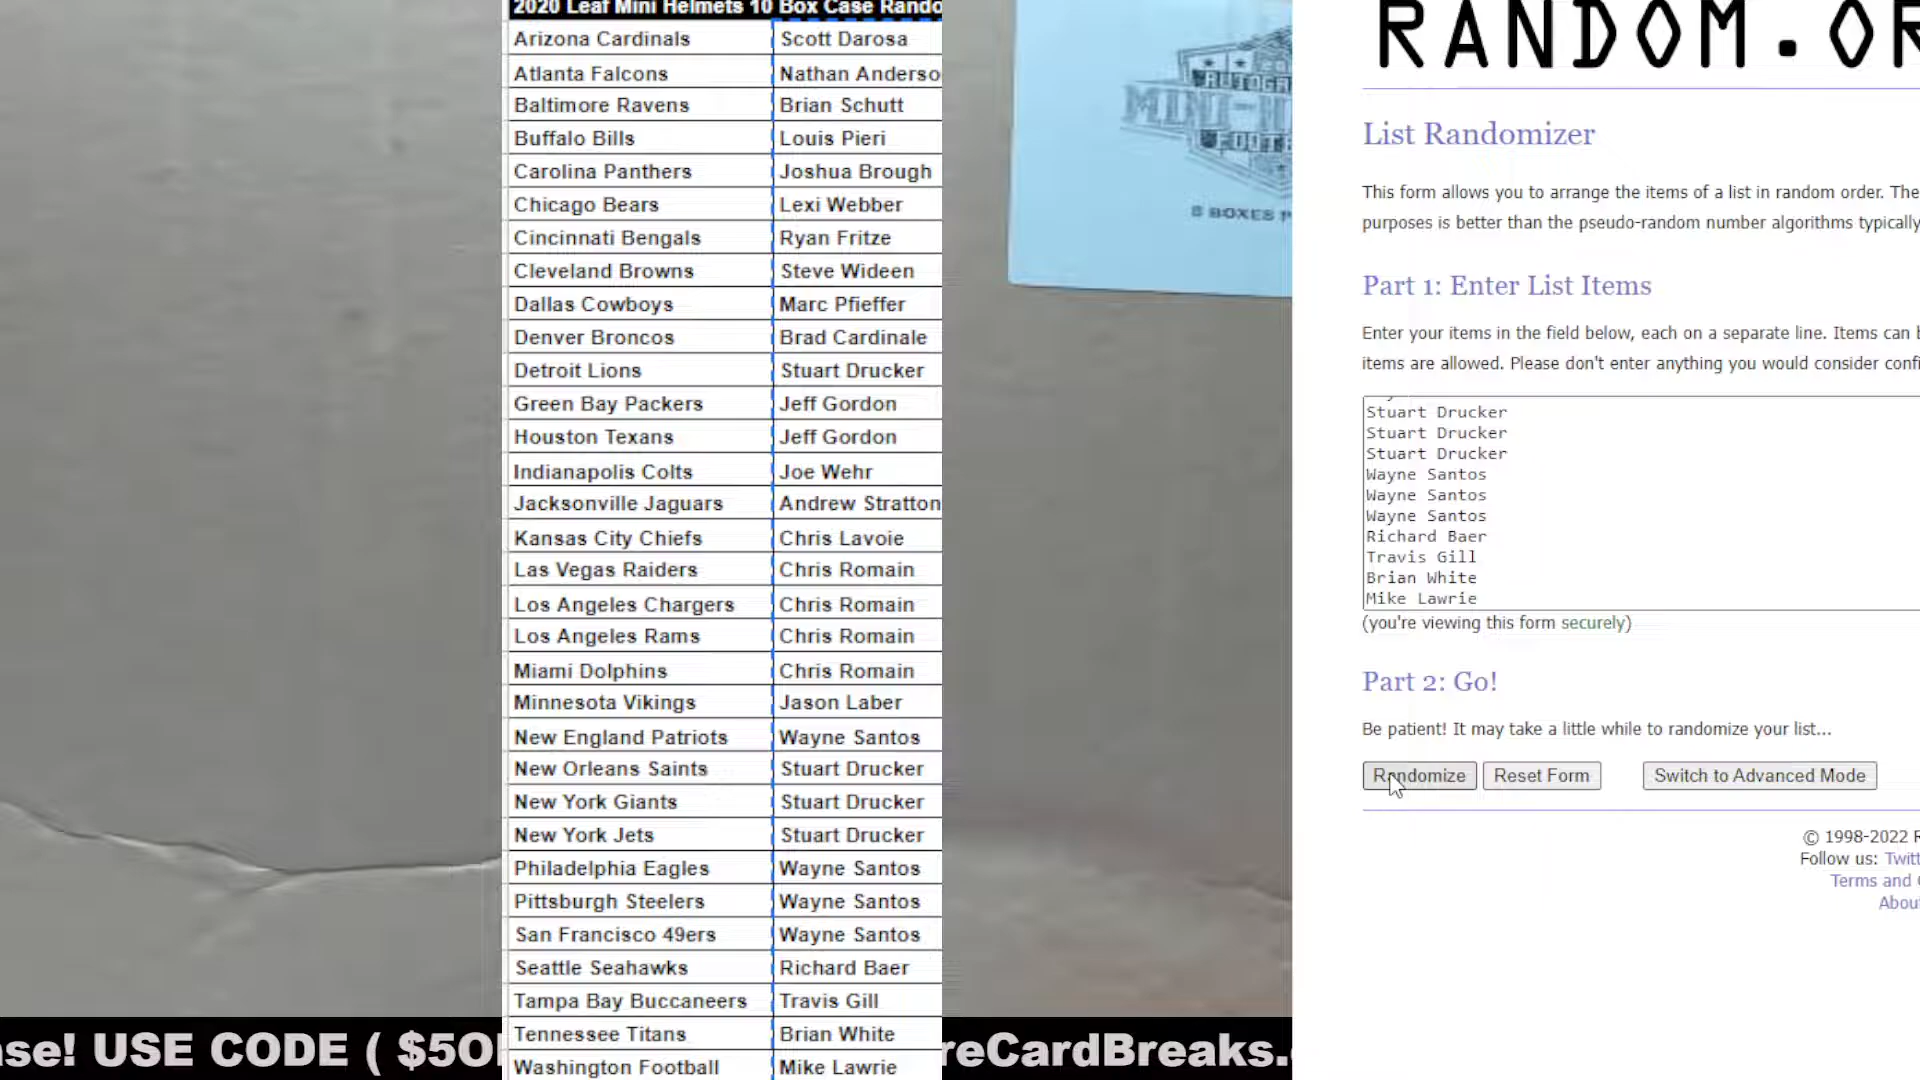 2020 Leaf Mini Helmets 10 Box Case Rando
Arizona Cardinals Scott Darosa
Atlanta Falcons Nathan Anderso
Baltimore Ravens Brian Schutt
Buffalo Bills Louis Pieri
Carolina Panthers Joshua Brough
Chicago Bears Lexi Webber
Cincinnati Bengals Ryan Fritze
Cleveland Browns Steve Wideen
Dallas Cowboys Marc Pfieffer
Denver Broncos Brad Cardinale
Detroit Lions Stuart Drucker
Green Bay Packers Jeff Gordon
Houston Texans Jeff Gordon
Indianapolis Colts Joe Wehr
Jacksonville Jaguars Andrew Stratton
Kansas City Chiefs Chris Lavoie
Las Vegas Raiders Chris Romain
Los Angeles Chargers Chris Romain
Los Angeles Rams Chris Romain
Miami Dolphins Chris Romain
Minnesota Vikings Jason Laber
New England Patriots Wayne Santos
New Orleans Saints Stuart Drucker
New York Giants Stuart Drucker
New York Jets Stuart Drucker
Philadelphia Eagles Wayne Santos
Pittsburgh Steelers Wayne Santos
San Francisco 49ers Wayne Santos
Seattle Seahawks Richard Baer
Tampa Bay Buccaneers Travis Gill
Tennessee Titans Brian White
Washington Football Mike Lawrie
AUTOGR
MINI-H
FOOTB
8 BOXES P
RANDOM.OR
List Randomizer
This form allows you to arrange the items of a list in random order. The
purposes is better than the pseudo-random number algorithms typically
Part 1: Enter List Items
Enter your items in the field below, each on a separate line. Items can b
items are allowed. Please don't enter anything you would consider confi
Stuart Drucker
Stuart Drucker
Stuart Drucker
Wayne Santos
Wayne Santos
Wayne Santos
Richard Baer
Travis Gill
Brian White
Mike Lawrie
(you're viewing this form securely)
Part 2: Go!
Be patient! It may take a little while to randomize your list...
Randomize Reset Form Switch to Advanced Mode
© 1998-2022 R
Follow us: Twitt
Terms and C
Abou
ase! USE CODE ( $5O
reCardBreaks.